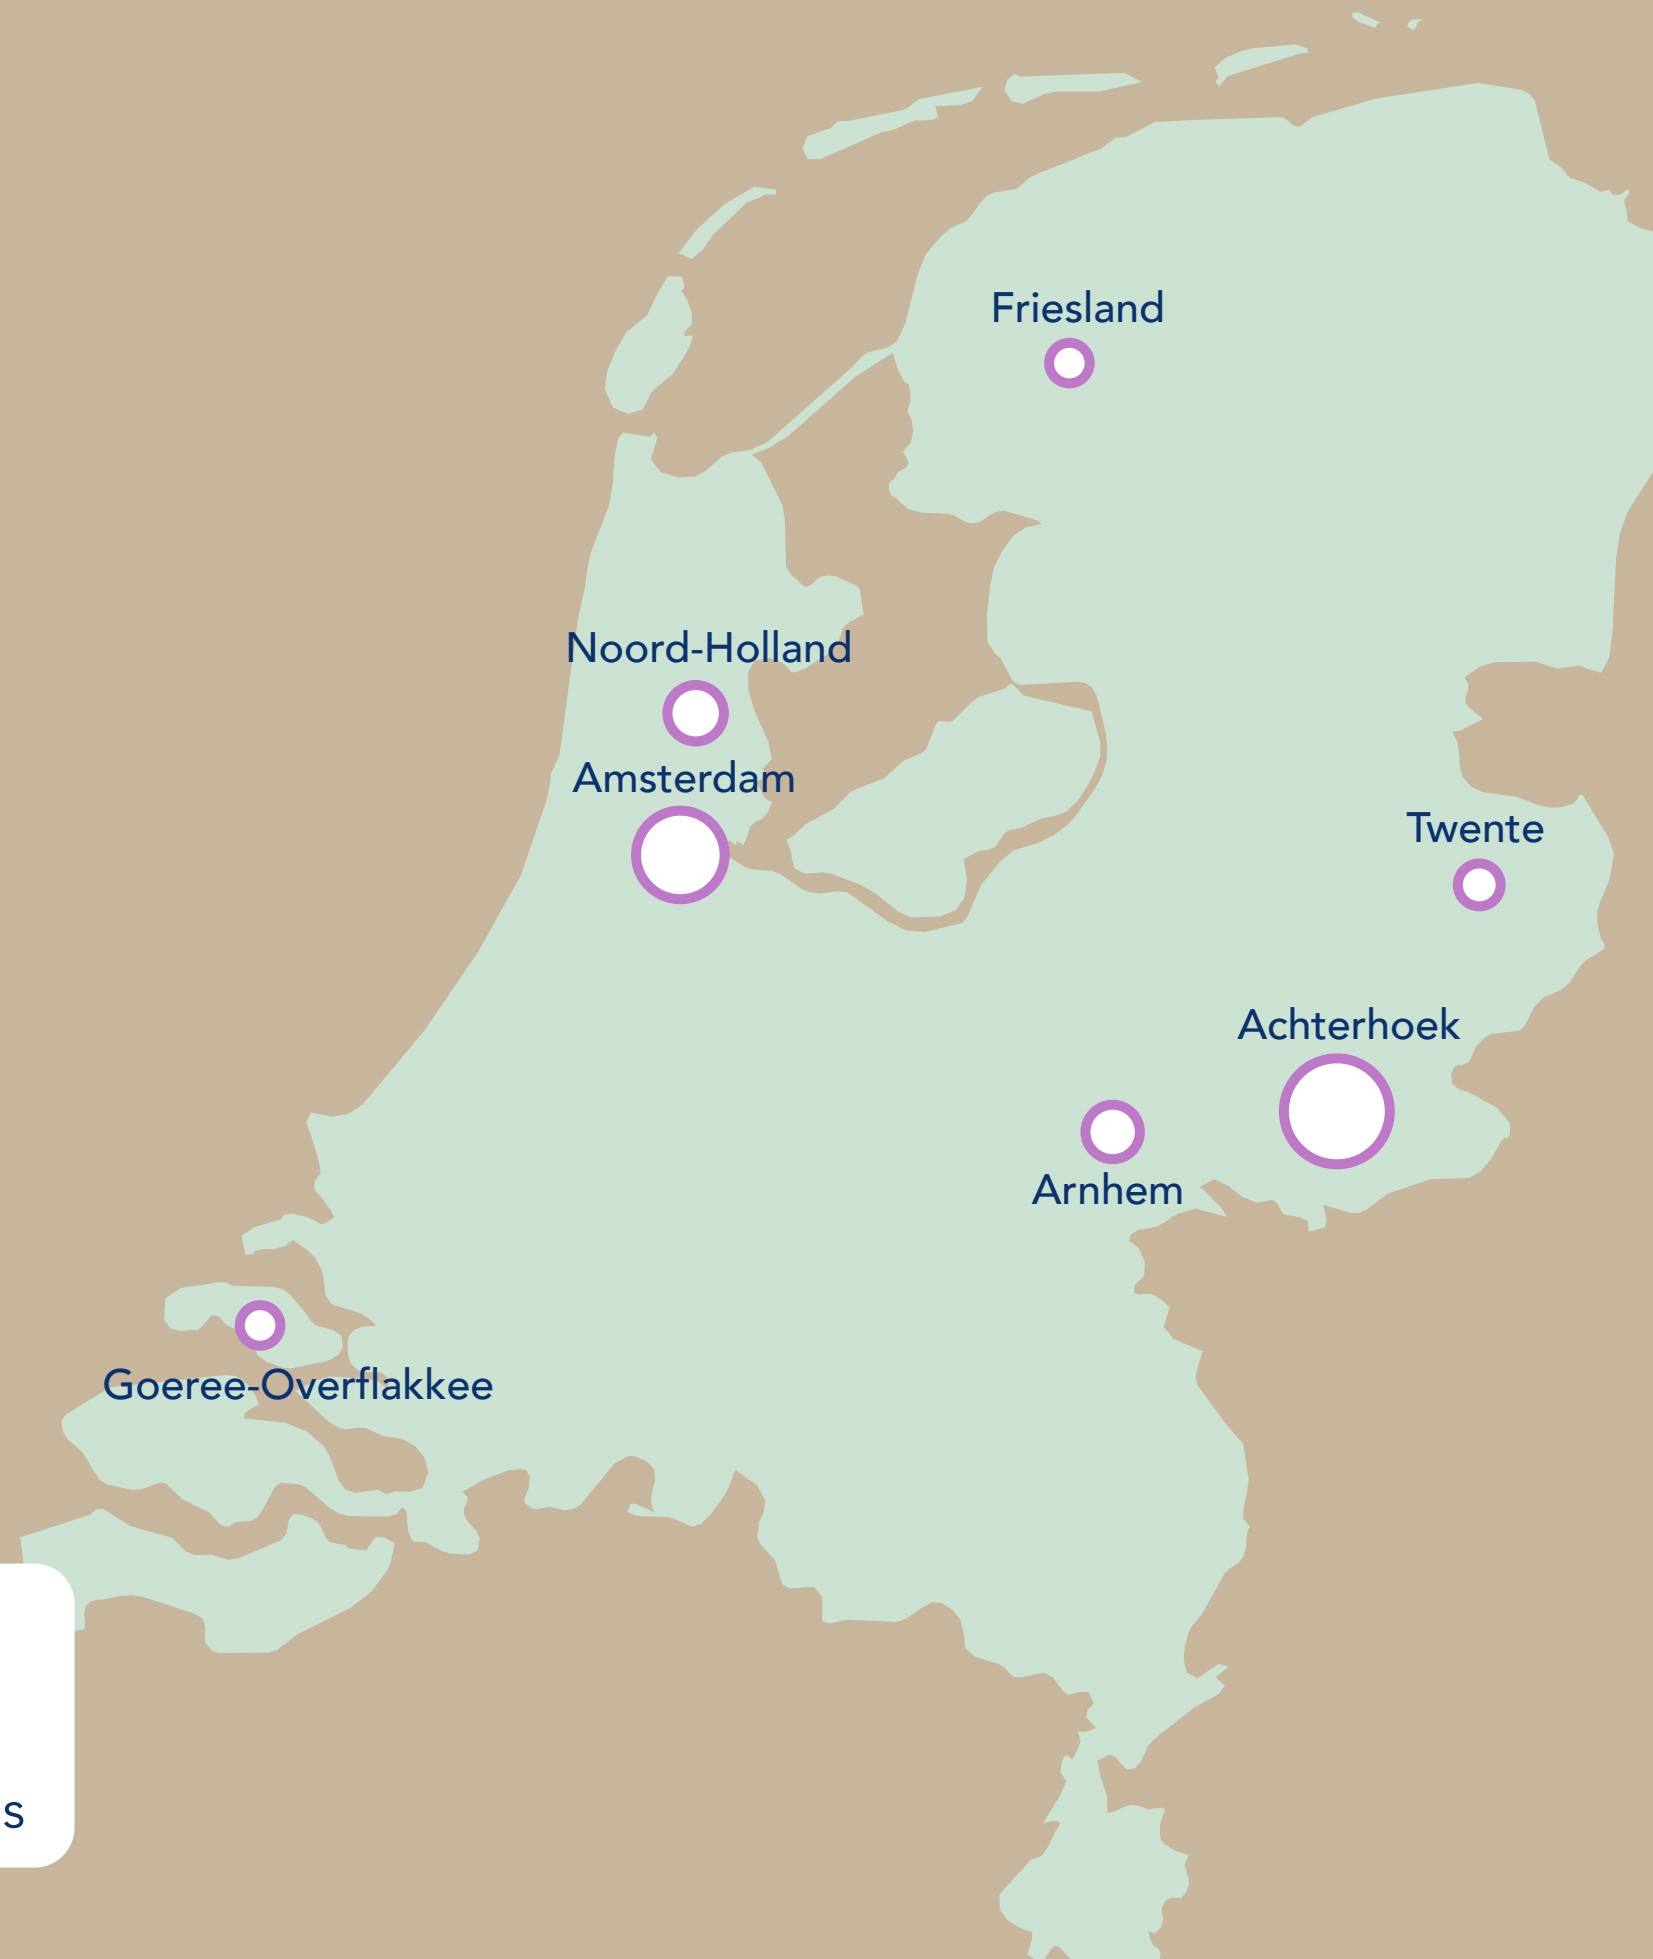 Friesland
Noord-Holland
Amsterdam
Twente
Achterhoek
Arnhem
Goeree-Overflakkee
s